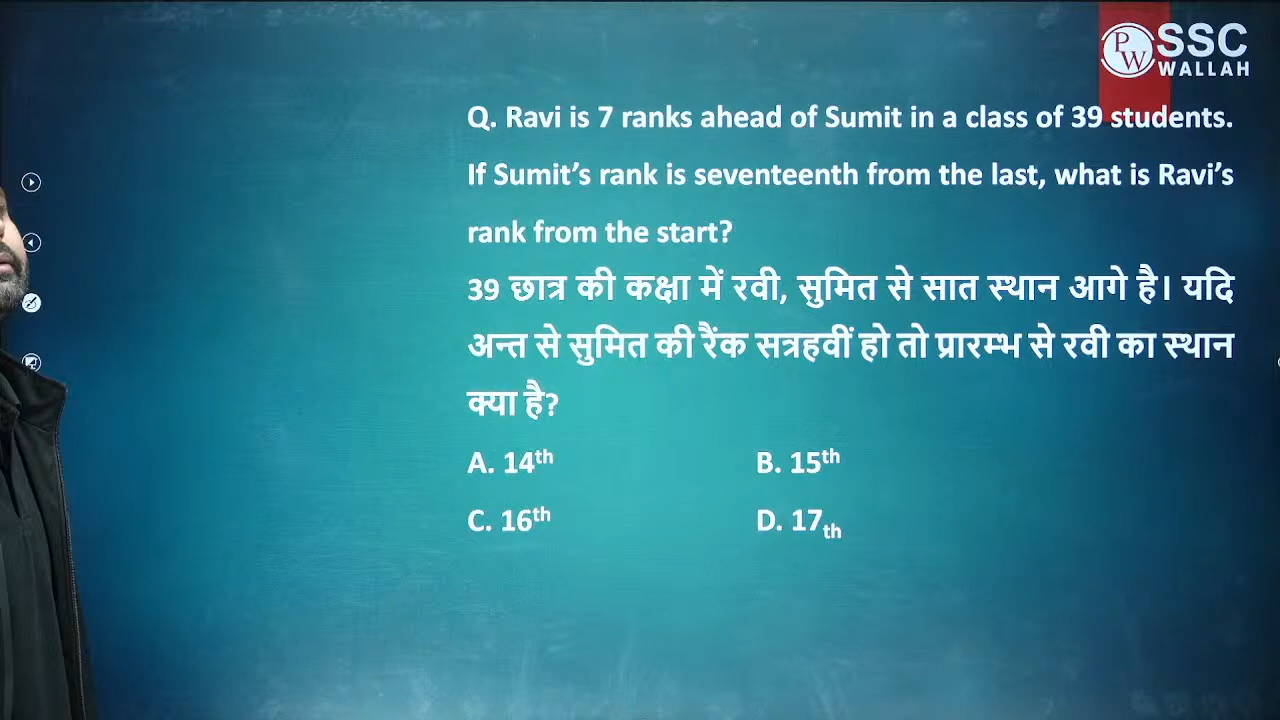 PW SSC
WALLAH
Q. Ravi is 7 ranks ahead of Sumit in a class of 39 students.
If Sumit’s rank is seventeenth from the last, what is Ravi’s
rank from the start?
39 छात्र की कक्षा में रवी, सुमित से सात स्थान आगे है। यदि
अन्त से सुमित की रैंक सत्रहवीं हो तो प्रारम्भ से रवी का स्थान
क्या है?
A. 14th B. 15th
C. 16th D. 17th